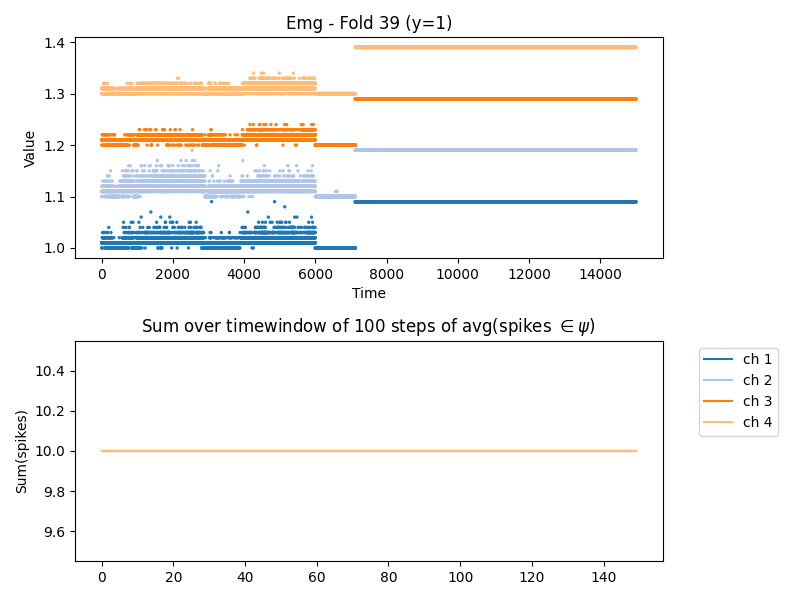 Emg - Fold 39 (y=1)
1.4
1.3
1.2
1.1
1.0
Value
0 2000 4000 6000 8000 10000 12000 14000
Time
Sum over timewindow of 100 steps of avg(spikes ∈ψ)
10.4
10.2
10.0
9.8
9.6
Sum(spikes)
0 20 40 60 80 100 120 140
ch 1
ch 2
ch 3
ch 4